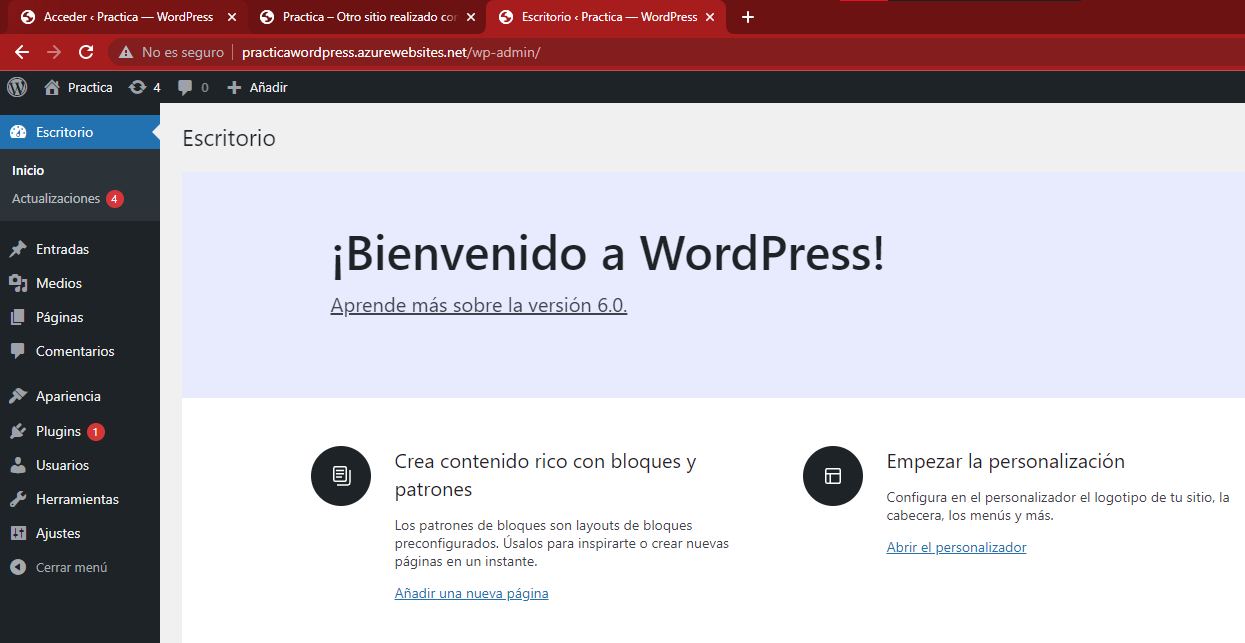 Acceder ‹ Practica — WordPress
Practica – Otro sitio realizado cor
Escritorio ‹ Practica — WordPress
No es seguro
practicawordpress.azurewebsites.net/wp-admin/
Practica
4
0
Añadir
Escritorio
Inicio
Actualizaciones 4
Entradas
Medios
Páginas
Comentarios
Apariencia
Plugins 1
Usuarios
Herramientas
Ajustes
Cerrar menú
Escritorio
¡Bienvenido a WordPress!
Aprende más sobre la versión 6.0.
Crea contenido rico con bloques y
patrones
Los patrones de bloques son layouts de bloques
preconfigurados. Úsalos para inspirarte o crear nuevas
páginas en un instante.
Añadir una nueva página
Empezar la personalización
Configura en el personalizador el logotipo de tu sitio, la
cabecera, los menús y más.
Abrir el personalizador